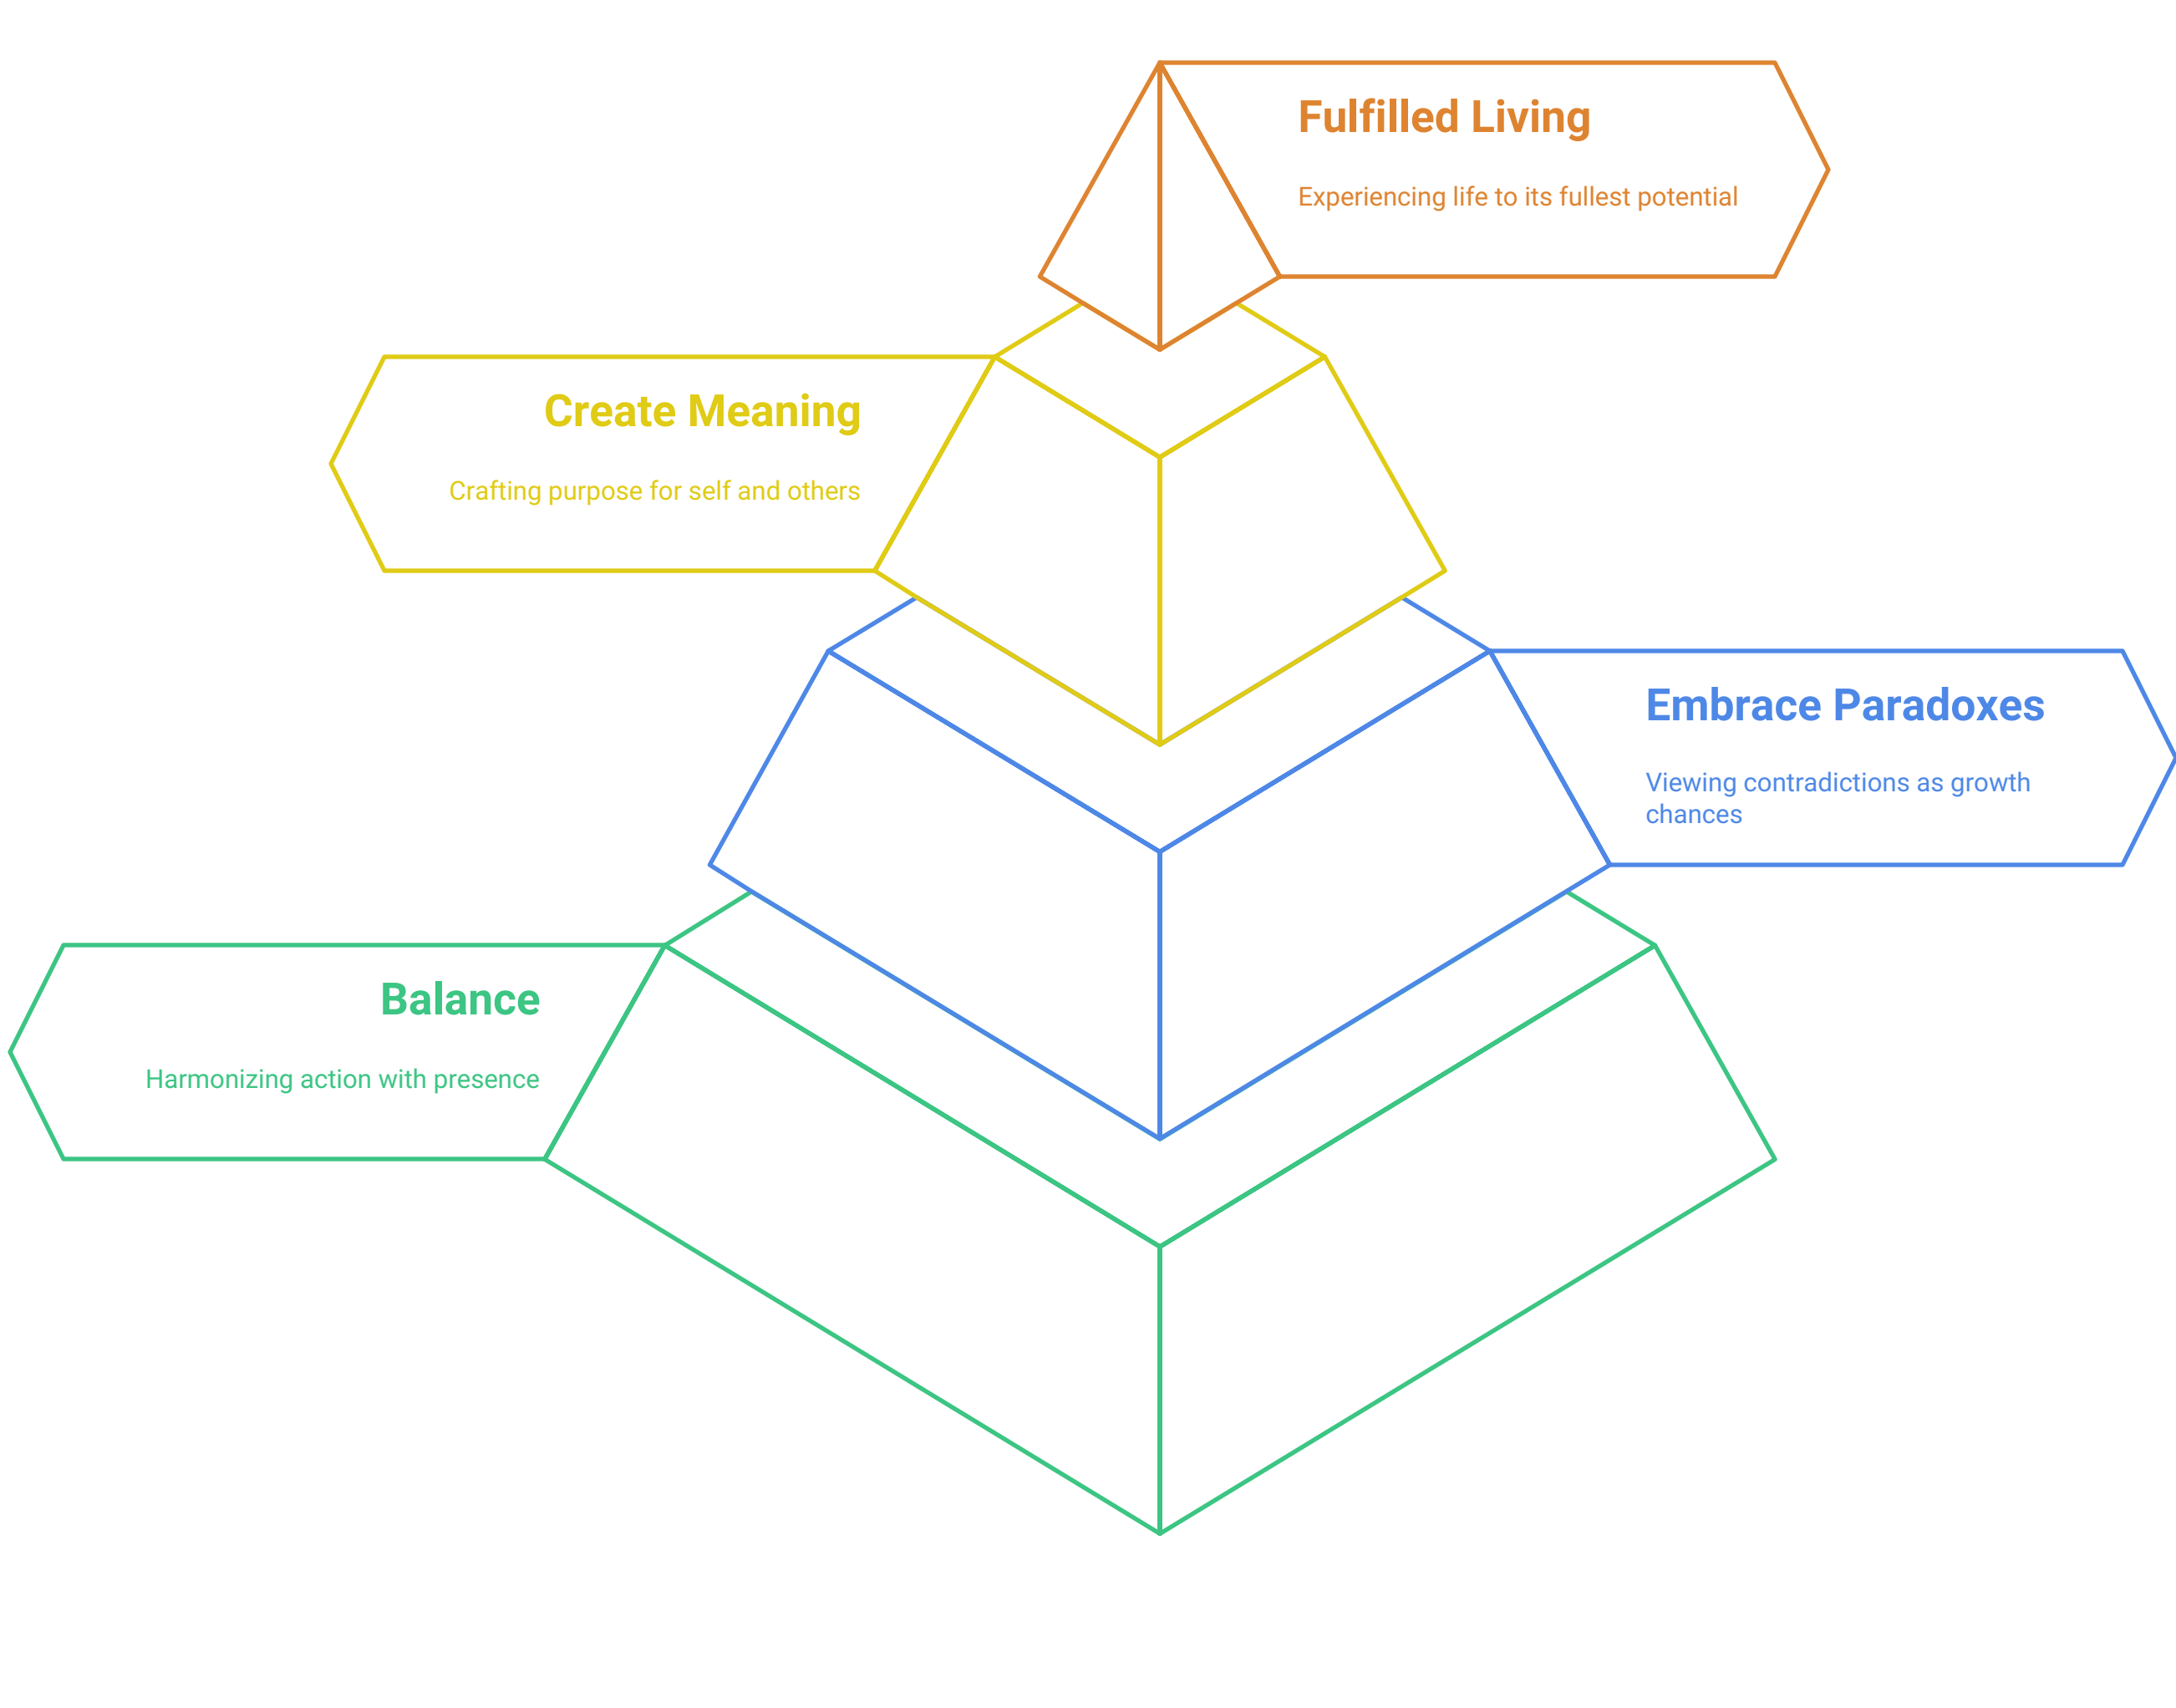 Fulfilled Living
Experiencing life to its fullest potential
Create Meaning
Crafting purpose for self and others
Embrace Paradoxes
Viewing contradictions as growth
chances
Balance
Harmonizing action with presence